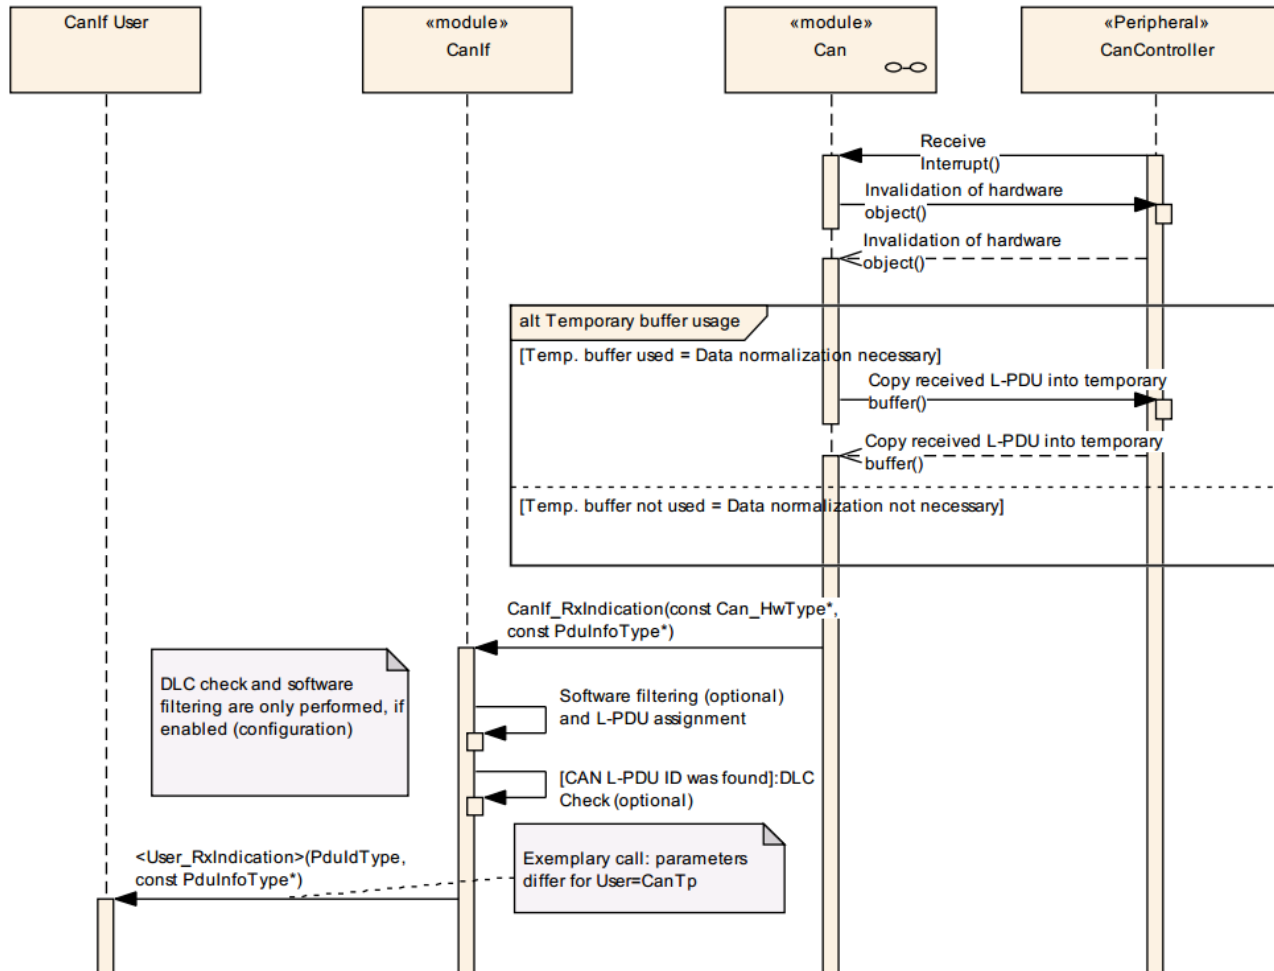 CanIf User
«module»
CanIf
«module»
Can
«Peripheral»
CanController
Receive
Interrupt()
Invalidation of hardware
object()
Invalidation of hardware
object()
alt Temporary buffer usage
[Temp. buffer used = Data normalization necessary]
Copy received L-PDU into temporary
buffer()
Copy received L-PDU into temporary
buffer()
[Temp. buffer not used = Data normalization not necessary]
CanIf_RxIndication(const Can_HwType*,
const PduInfoType*)
DLC check and software
filtering are only performed, if
enabled (configuration)
Software filtering (optional)
and L-PDU assignment
[CAN L-PDU ID was found]:DLC
Check (optional)
<User_RxIndication>(PduIdType,
const PduInfoType*)
Exemplary call: parameters
differ for User=CanTp